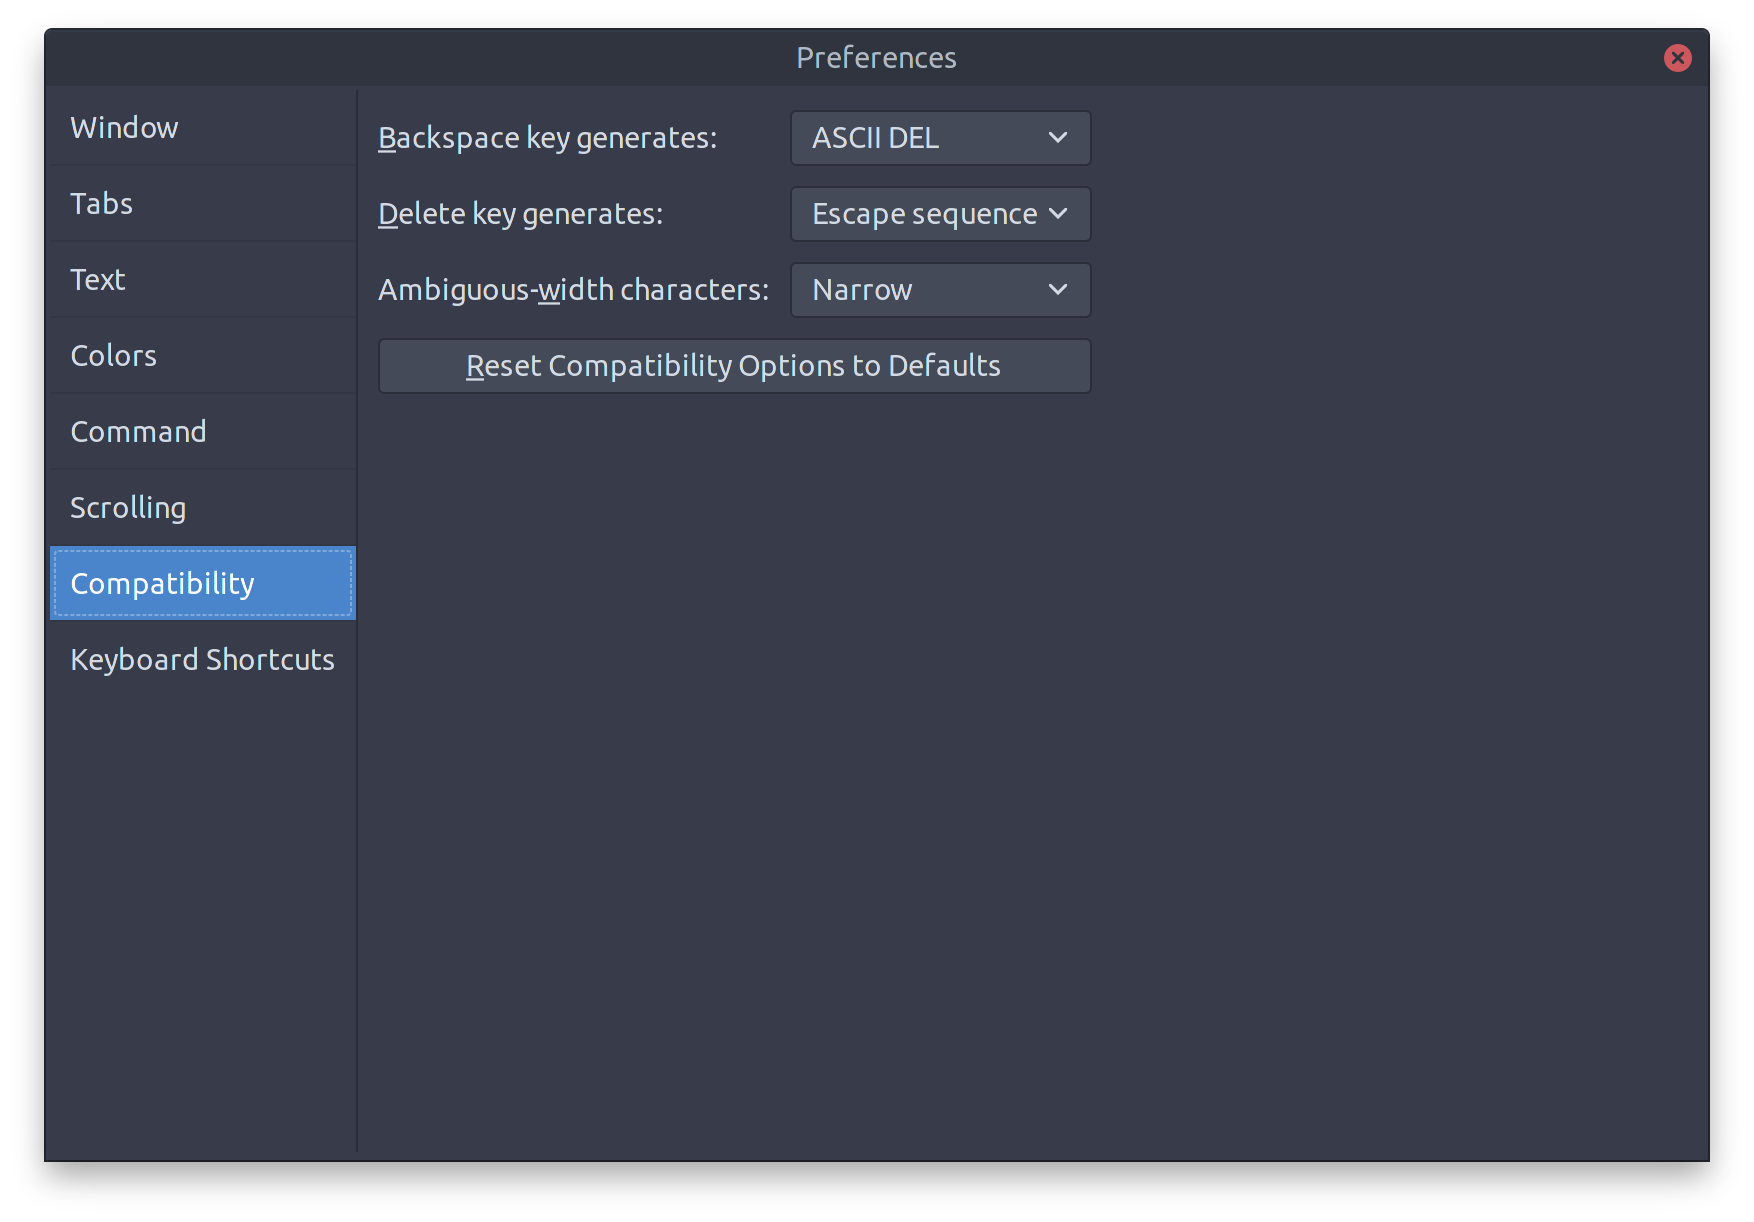 Preferences
Window
Tabs
Text
Colors
Command
Scrolling
Compatibility
Keyboard Shortcuts
Backspace key generates: ASCII DEL
Delete key generates: Escape sequence
Ambiguous-width characters: Narrow
Reset Compatibility Options to Defaults